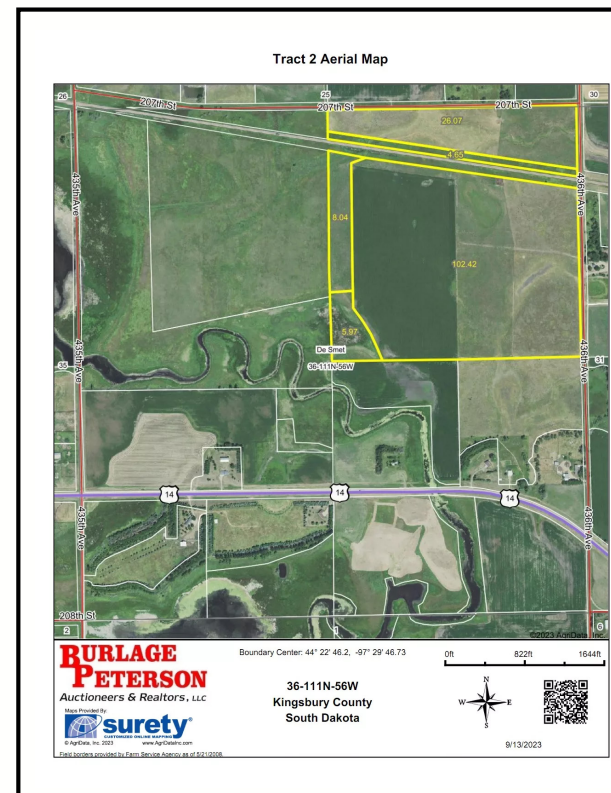 Tract 2 Aerial Map
26
25
30
207th St
207th St
207th St
26.07
4.65
435th Ave
436th Ave
8.04
102.42
5.97
De Smet
36-111N-56W
35
31
14
14
14
435th Ave
436th Ave
208th St
2
1
6
©2023 AgriData, Inc.
BURLAGE
PETERSON
Auctioneers & Realtors, LLC
Maps Provided By:
surety®
CUSTOMIZED ONLINE MAPPING
© AgriData, Inc. 2023 www.AgriDataInc.com
Field borders provided by Farm Service Agency as of 5/21/2008.
Boundary Center: 44° 22' 46.2, -97° 29' 46.73
36-111N-56W
Kingsbury County
South Dakota
0ft 822ft 1644ft
N
W E
S
9/13/2023